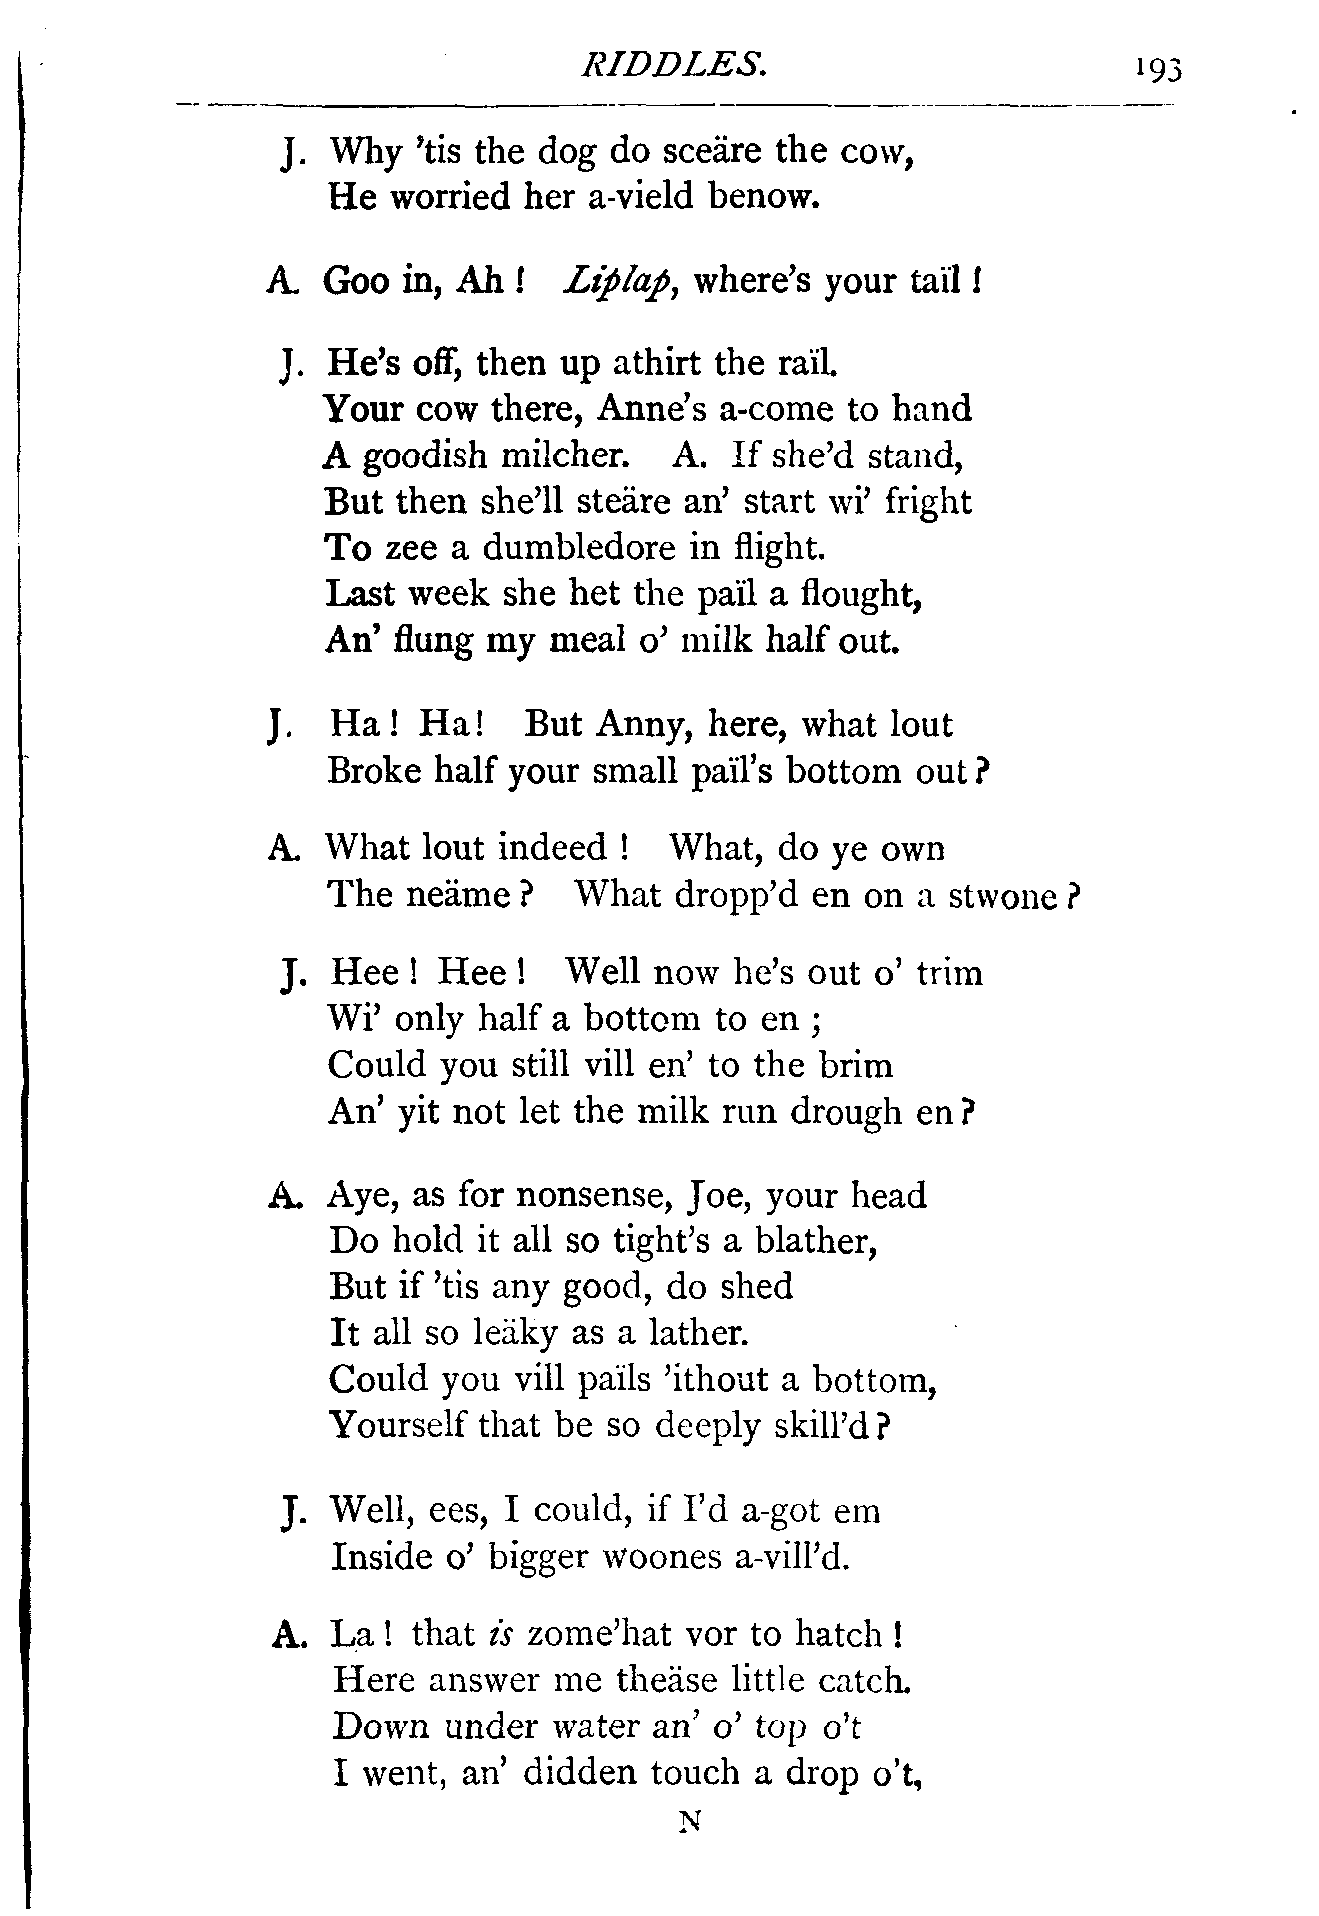 RIDDLES. 193
J. Why 'tis the dog do sceäre the cow,
He worried her a-vield benow.
A. Goo in, Ah ! Liplap, where's your taïl !
J. He's off, then up athirt the raïl.
Your cow there, Anne's a-come to hand
A goodish milcher. A. If she'd stand,
But then she'll steäre an' start wi' fright
To zee a dumbledore in flight.
Last week she het the païl a flought,
An' flung my meal o' milk half out.
J. Ha ! Ha! But Anny, here, what lout
Broke half your small païl's bottom out ?
A. What lout indeed ! What, do ye own
The neäme ? What dropp'd en on a stwone ?
J. Hee ! Hee ! Well now he's out o' trim
Wi' only half a bottom to en ;
Could you still vill en' to the brim
An' yit not let the milk run drough en ?
A. Aye, as for nonsense, Joe, your head
Do hold it all so tight's a blather,
But if 'tis any good, do shed
It all so leäky as a lather.
Could you vill païls 'ithout a bottom,
Yourself that be so deeply skill'd ?
J. Well, ees, I could, if I'd a-got em
Inside o' bigger woones a-vill'd.
A. La ! that is zome'hat vor to hatch !
Here answer me theäse little catch.
Down under water an' o' top o't
I went, an' didden touch a drop o't,
N